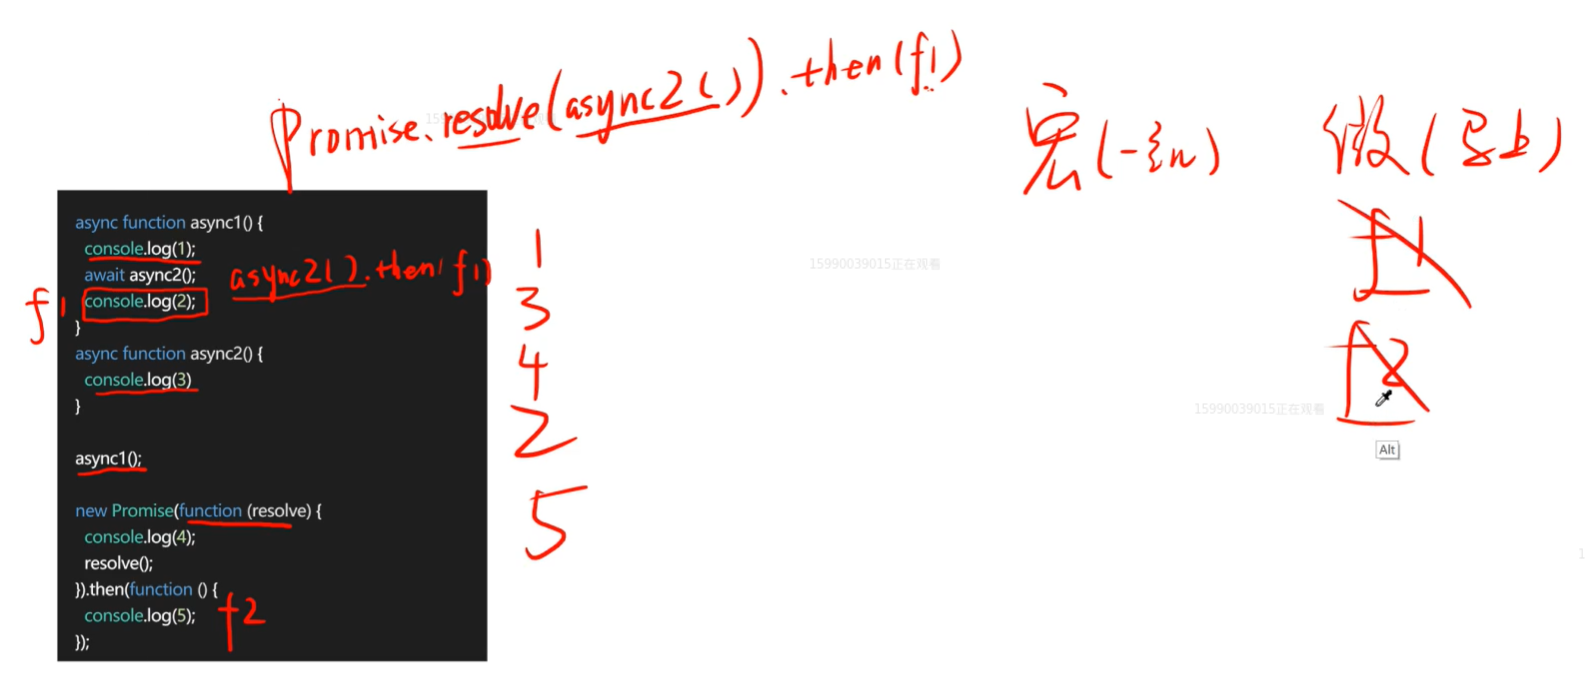 Promise.resolve(async2()).then(f1)
宏(一会儿) 微(马上)
async function async1() {
console.log(1);
await async2(); async2().then(f1)
f1 console.log(2);
}
async function async2() {
console.log(3)
}
async1();
new Promise(function (resolve) {
console.log(4);
resolve();
}).then(function () {
console.log(5); f2
});
1
3
4
2
5
f1
f2
15990039015正在观看
15990039015正在观看
Alt